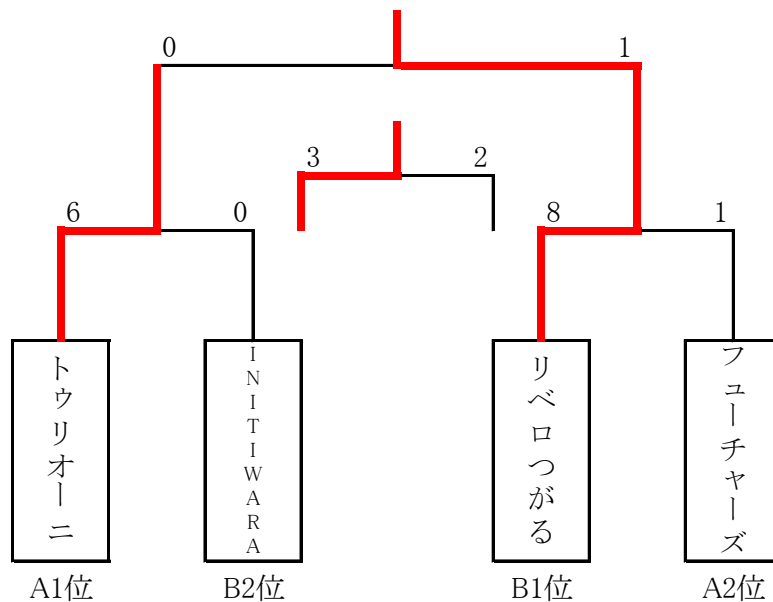 0
1
3
2
6
0
8
1
トゥリオーニ
INITIWARA
リベロつがる
フューチャーズ
A1位
B2位
B1位
A2位